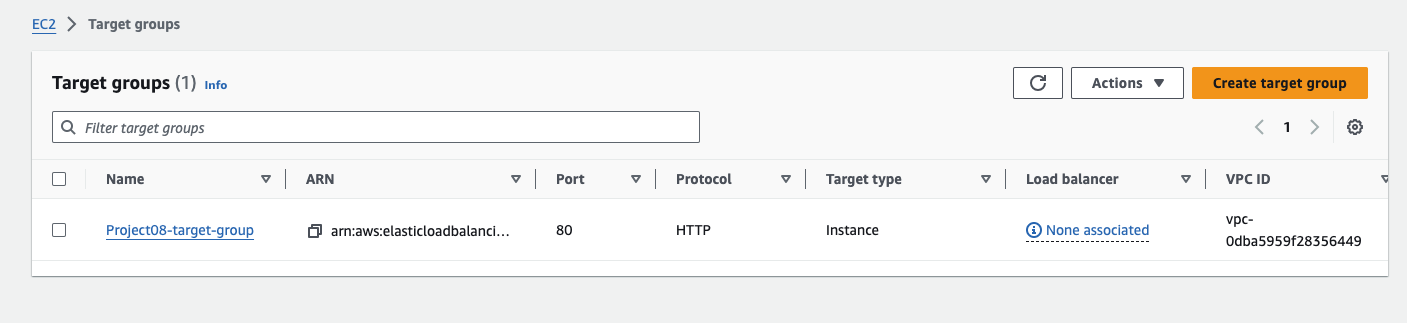 EC2 > Target groups
Target groups (1) Info
Actions
Create target group
Filter target groups
1
Name ARN Port Protocol Target type Load balancer VPC ID
Project08-target-group arn:aws:elasticloadbalanci... 80 HTTP Instance None associated vpc-
0dba5959f28356449